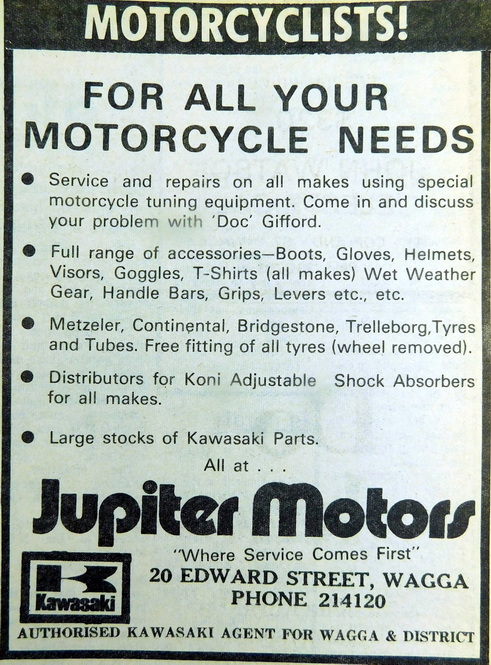 MOTORCYCLISTS!
FOR ALL YOUR
MOTORCYCLE NEEDS
● Service and repairs on all makes using special
motorcycle tuning equipment. Come in and discuss
your problem with 'Doc' Gifford.
● Full range of accessories—Boots, Gloves, Helmets,
Visors, Goggles, T-Shirts (all makes) Wet Weather
Gear, Handle Bars, Grips, Levers etc., etc.
● Metzeler, Continental, Bridgestone, Trelleborg,Tyres
and Tubes. Free fitting of all tyres (wheel removed).
● Distributors for Koni Adjustable Shock Absorbers
for all makes.
● Large stocks of Kawasaki Parts.
All at . . .
Jupiter Motors
"Where Service Comes First"
Kawasaki
20 EDWARD STREET, WAGGA
PHONE 214120
AUTHORISED KAWASAKI AGENT FOR WAGGA & DISTRICT